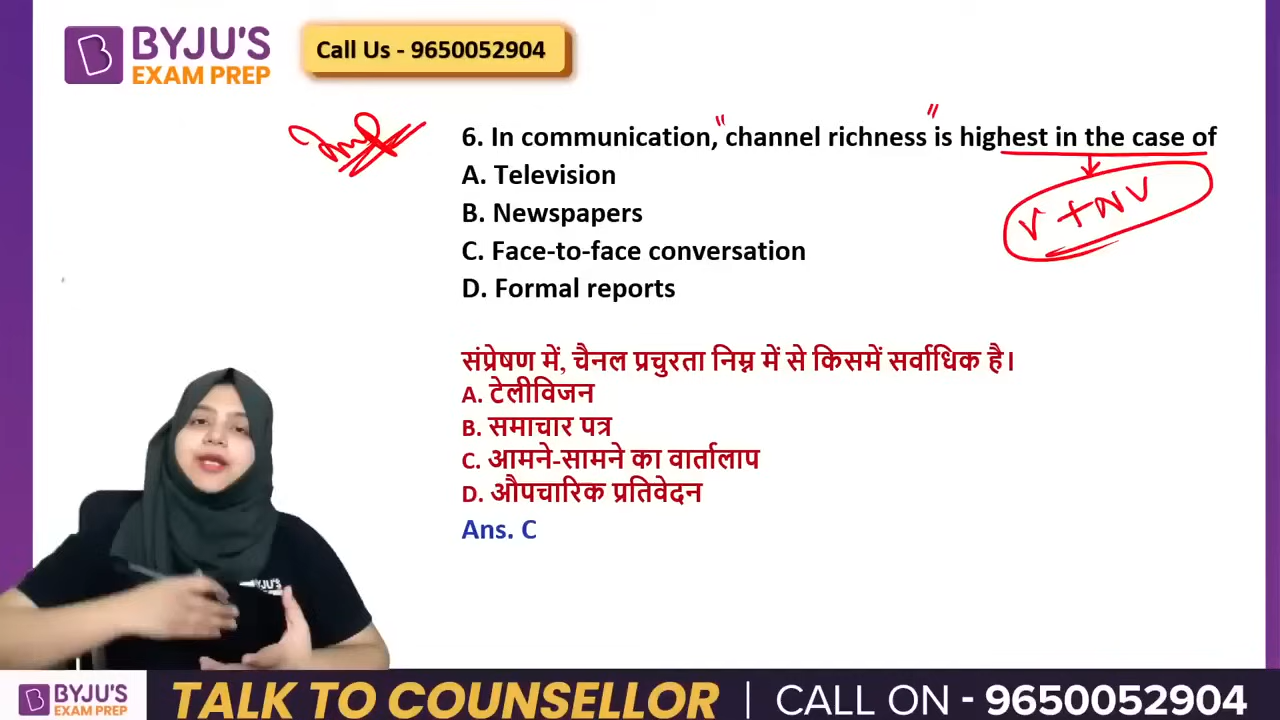 BYJU'S
EXAM PREP
Call Us - 9650052904
6. In communication, "channel richness" is highest in the case of
A. Television
B. Newspapers
C. Face-to-face conversation
D. Formal reports
V + NV
संप्रेषण में, चैनल प्रचुरता निम्न में से किसमें सर्वाधिक है।
A. टेलीविजन
B. समाचार पत्र
C. आमने-सामने का वार्तालाप
D. औपचारिक प्रतिवेदन
Ans. C
BYJU'S
BYJU'S
EXAM PREP
TALK TO COUNSELLOR | CALL ON - 9650052904